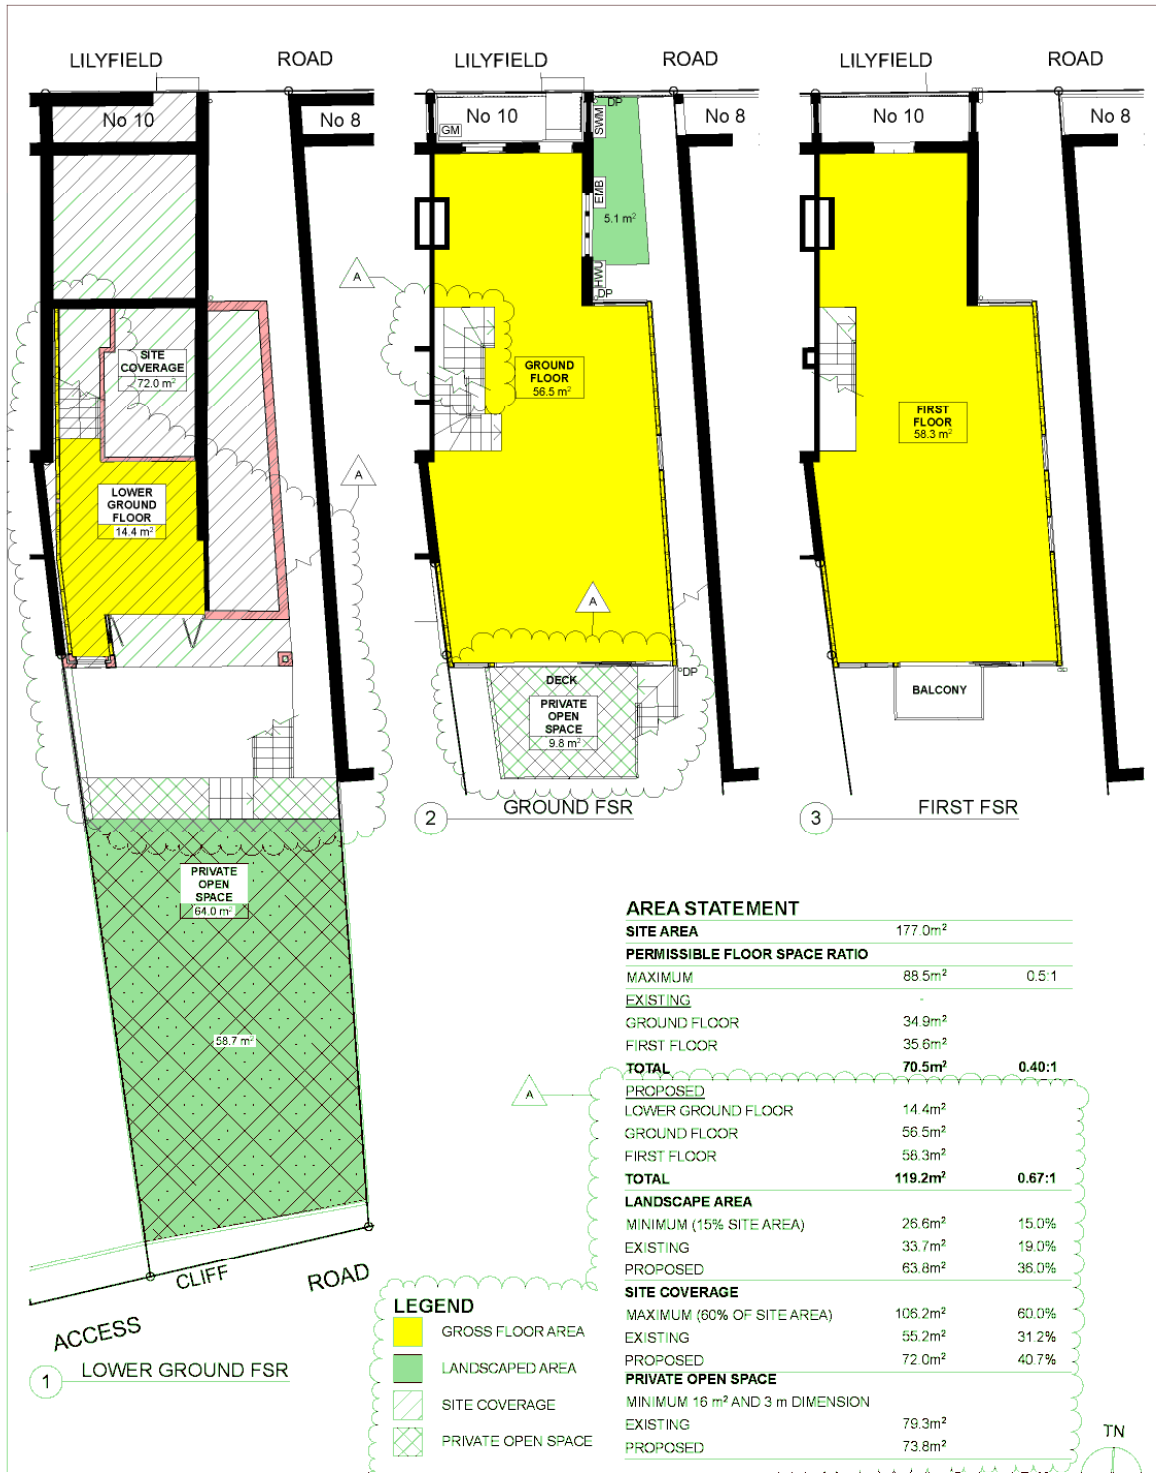 LILYFIELD ROAD
No 10
No 8
SITE
COVERAGE
72.0 m²
LOWER
GROUND
FLOOR
14.4 m²
A
A
PRIVATE
OPEN
SPACE
64.0 m²
58.7 m²
CLIFF ROAD
ACCESS
1 LOWER GROUND FSR
LILYFIELD ROAD
No 10
No 8
GM
DP
SWM
EMB
5.1 m²
HWU
DP
GROUND
FLOOR
56.5 m²
A
DECK
DP
PRIVATE
OPEN
SPACE
9.8 m²
2 GROUND FSR
LILYFIELD ROAD
No 10
No 8
FIRST
FLOOR
58.3 m²
BALCONY
3 FIRST FSR
AREA STATEMENT
SITE AREA 177.0m²
PERMISSIBLE FLOOR SPACE RATIO
MAXIMUM 88.5m² 0.5:1
EXISTING -
GROUND FLOOR 34.9m²
FIRST FLOOR 35.6m²
TOTAL 70.5m² 0.40:1
A
PROPOSED
LOWER GROUND FLOOR 14.4m²
GROUND FLOOR 56.5m²
FIRST FLOOR 58.3m²
TOTAL 119.2m² 0.67:1
LANDSCAPE AREA
MINIMUM (15% SITE AREA) 26.6m² 15.0%
EXISTING 33.7m² 19.0%
PROPOSED 63.8m² 36.0%
SITE COVERAGE
MAXIMUM (60% OF SITE AREA) 106.2m² 60.0%
EXISTING 55.2m² 31.2%
PROPOSED 72.0m² 40.7%
PRIVATE OPEN SPACE
MINIMUM 16 m² AND 3 m DIMENSION
EXISTING 79.3m²
PROPOSED 73.8m²
LEGEND
GROSS FLOOR AREA
LANDSCAPED AREA
SITE COVERAGE
PRIVATE OPEN SPACE
TN